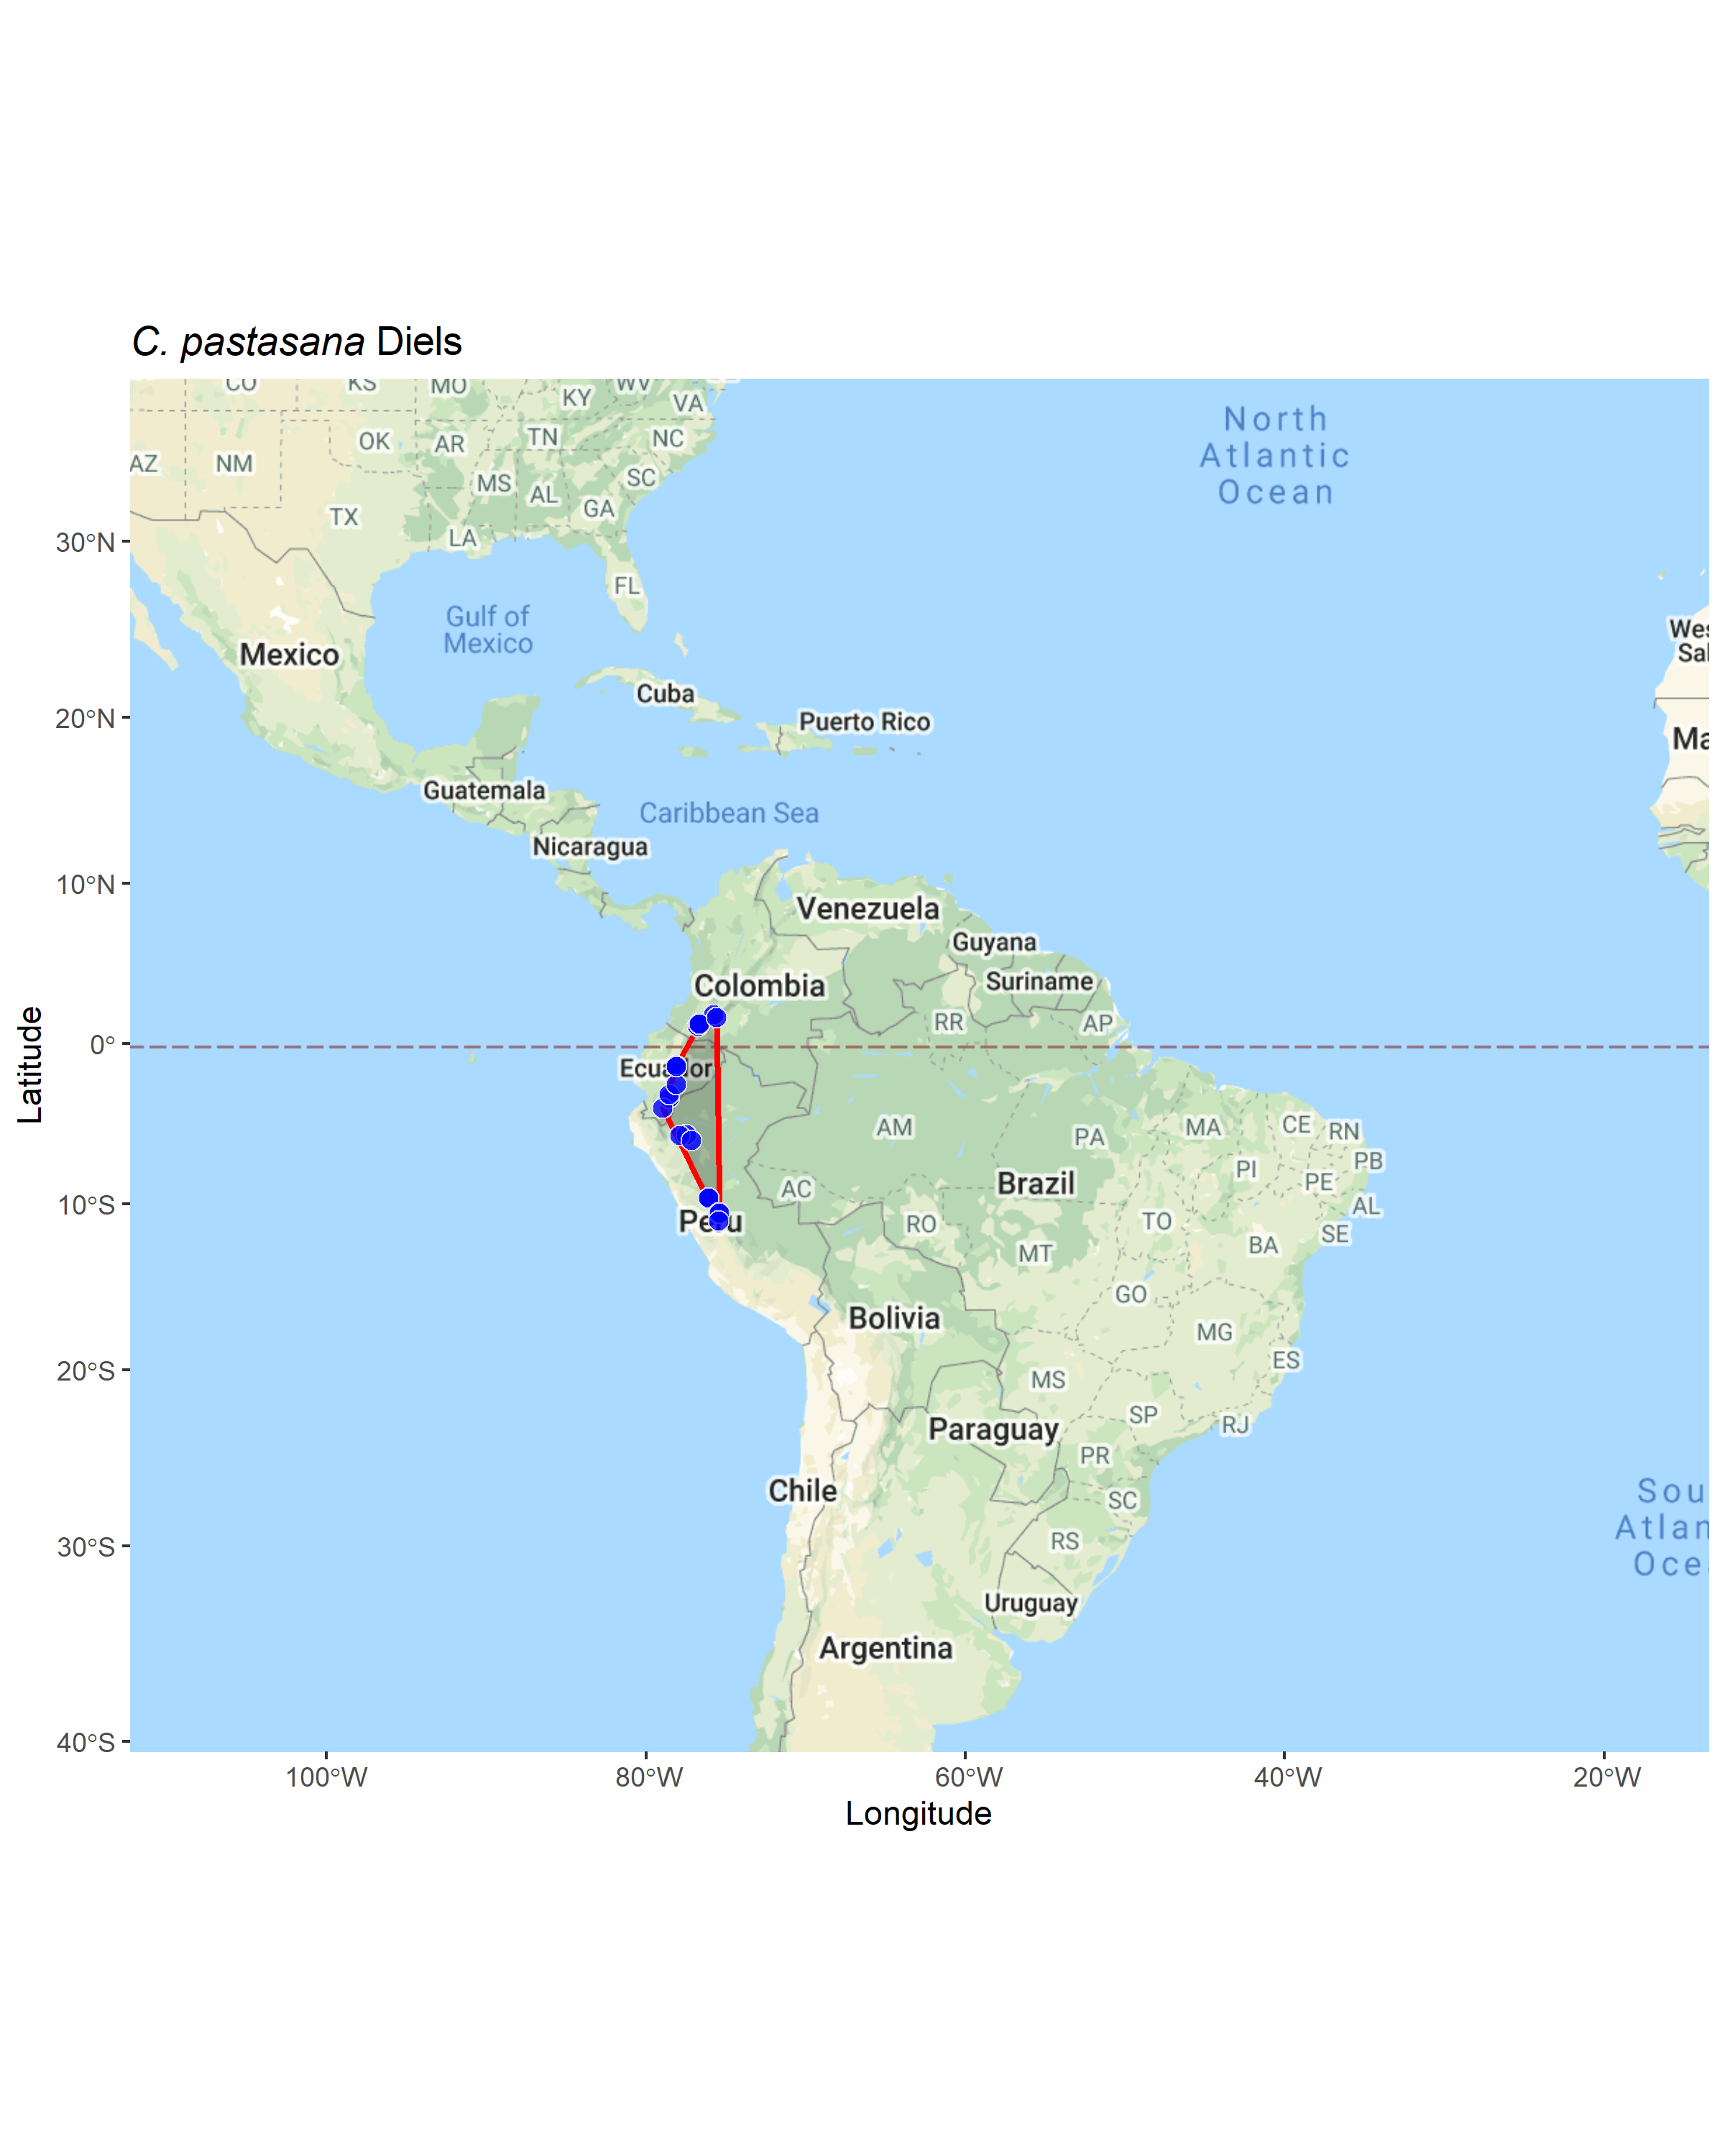 C. pastasana Diels
CO
KS
MO
KY
WV
VA
North
Atlantic
Ocean
AZ
NM
OK
AR
TN
NC
MS
AL
SC
GA
TX
LA
FL
30°N
Gulf of
Mexico
Mexico
Wes
Sal
Cuba
20°N
Puerto Rico
Ma
Guatemala
Caribbean Sea
Nicaragua
10°N
Venezuela
Guyana
Colombia
Suriname
RR
AP
0°
Ecuador
Latitude
AM
PA
MA
CE
RN
PB
PI
PE
AC
Brazil
AL
10°S
Peru
RO
TO
SE
MT
BA
GO
Bolivia
MG
ES
20°S
MS
SP
RJ
Paraguay
PR
Chile
SC
Sou
Atlan
Ocea
RS
30°S
Uruguay
Argentina
40°S
100°W
80°W
60°W
40°W
20°W
Longitude